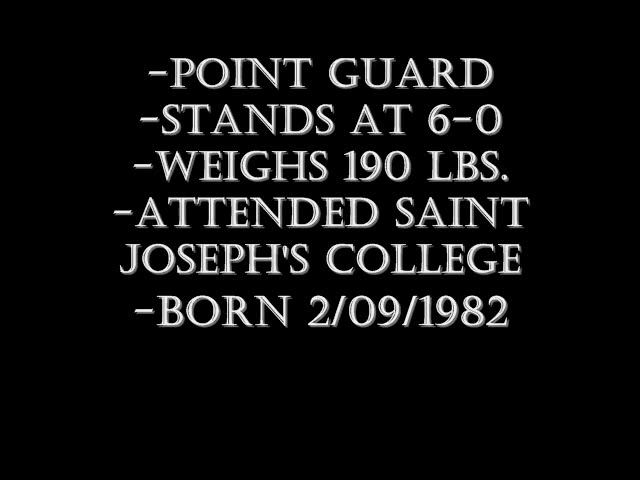 -POINT GUARD
-STANDS AT 6-0
-WEIGHS 190 LBS.
-ATTENDED SAINT
JOSEPH'S COLLEGE
-BORN 2/09/1982